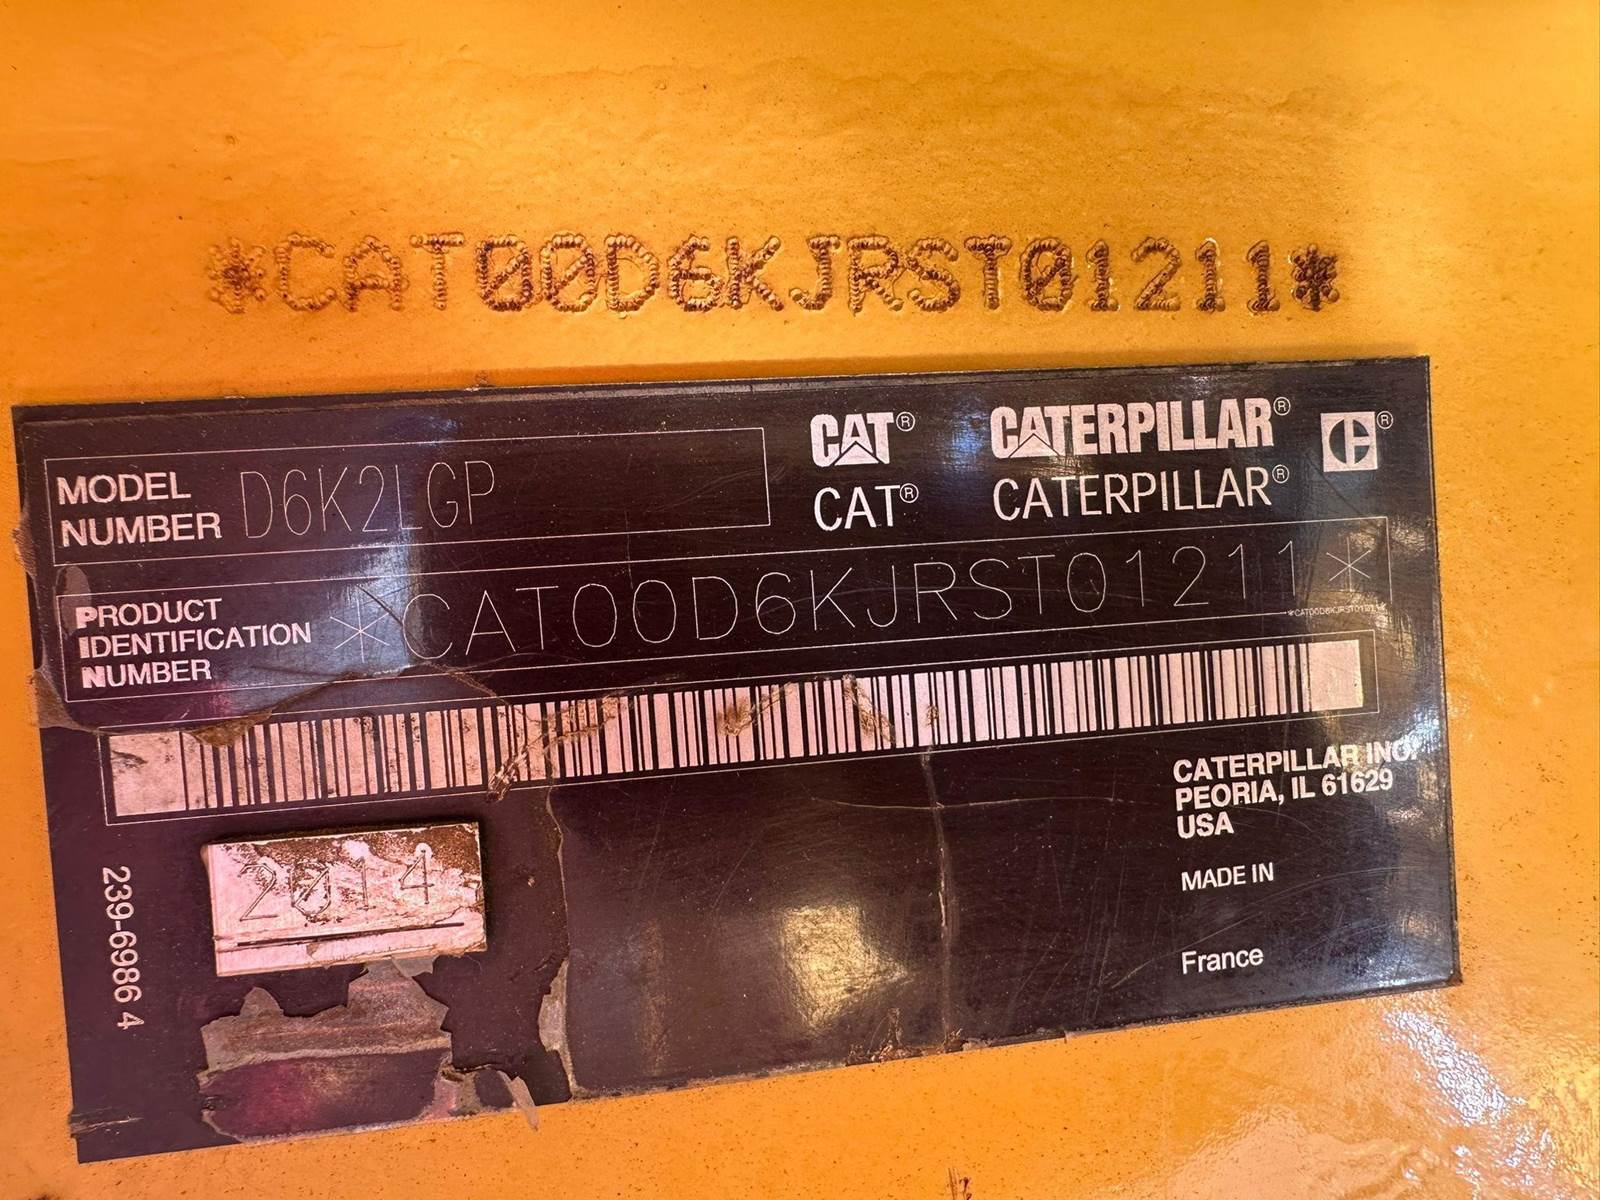 *CAT00D6KJRST01211*
MODEL NUMBER D6K2LGP
CAT® CATERPILLAR®
CAT® CATERPILLAR®
PRODUCT IDENTIFICATION NUMBER *CAT00D6KJRST01211*
*CAT00D6KJRST01211*
CATERPILLAR INC.
PEORIA, IL 61629
USA
MADE IN
France
2014
239-6986 4